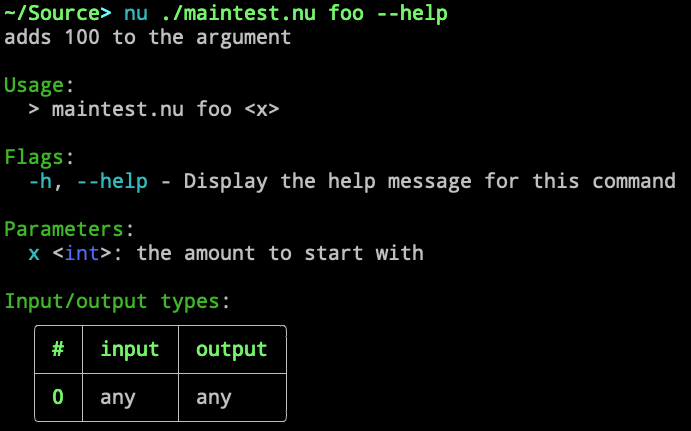 ~/Source> nu ./maintest.nu foo --help
adds 100 to the argument
Usage:
> maintest.nu foo <x>
Flags:
-h, --help - Display the help message for this command
Parameters:
x <int>: the amount to start with
Input/output types:
# input output
0 any any